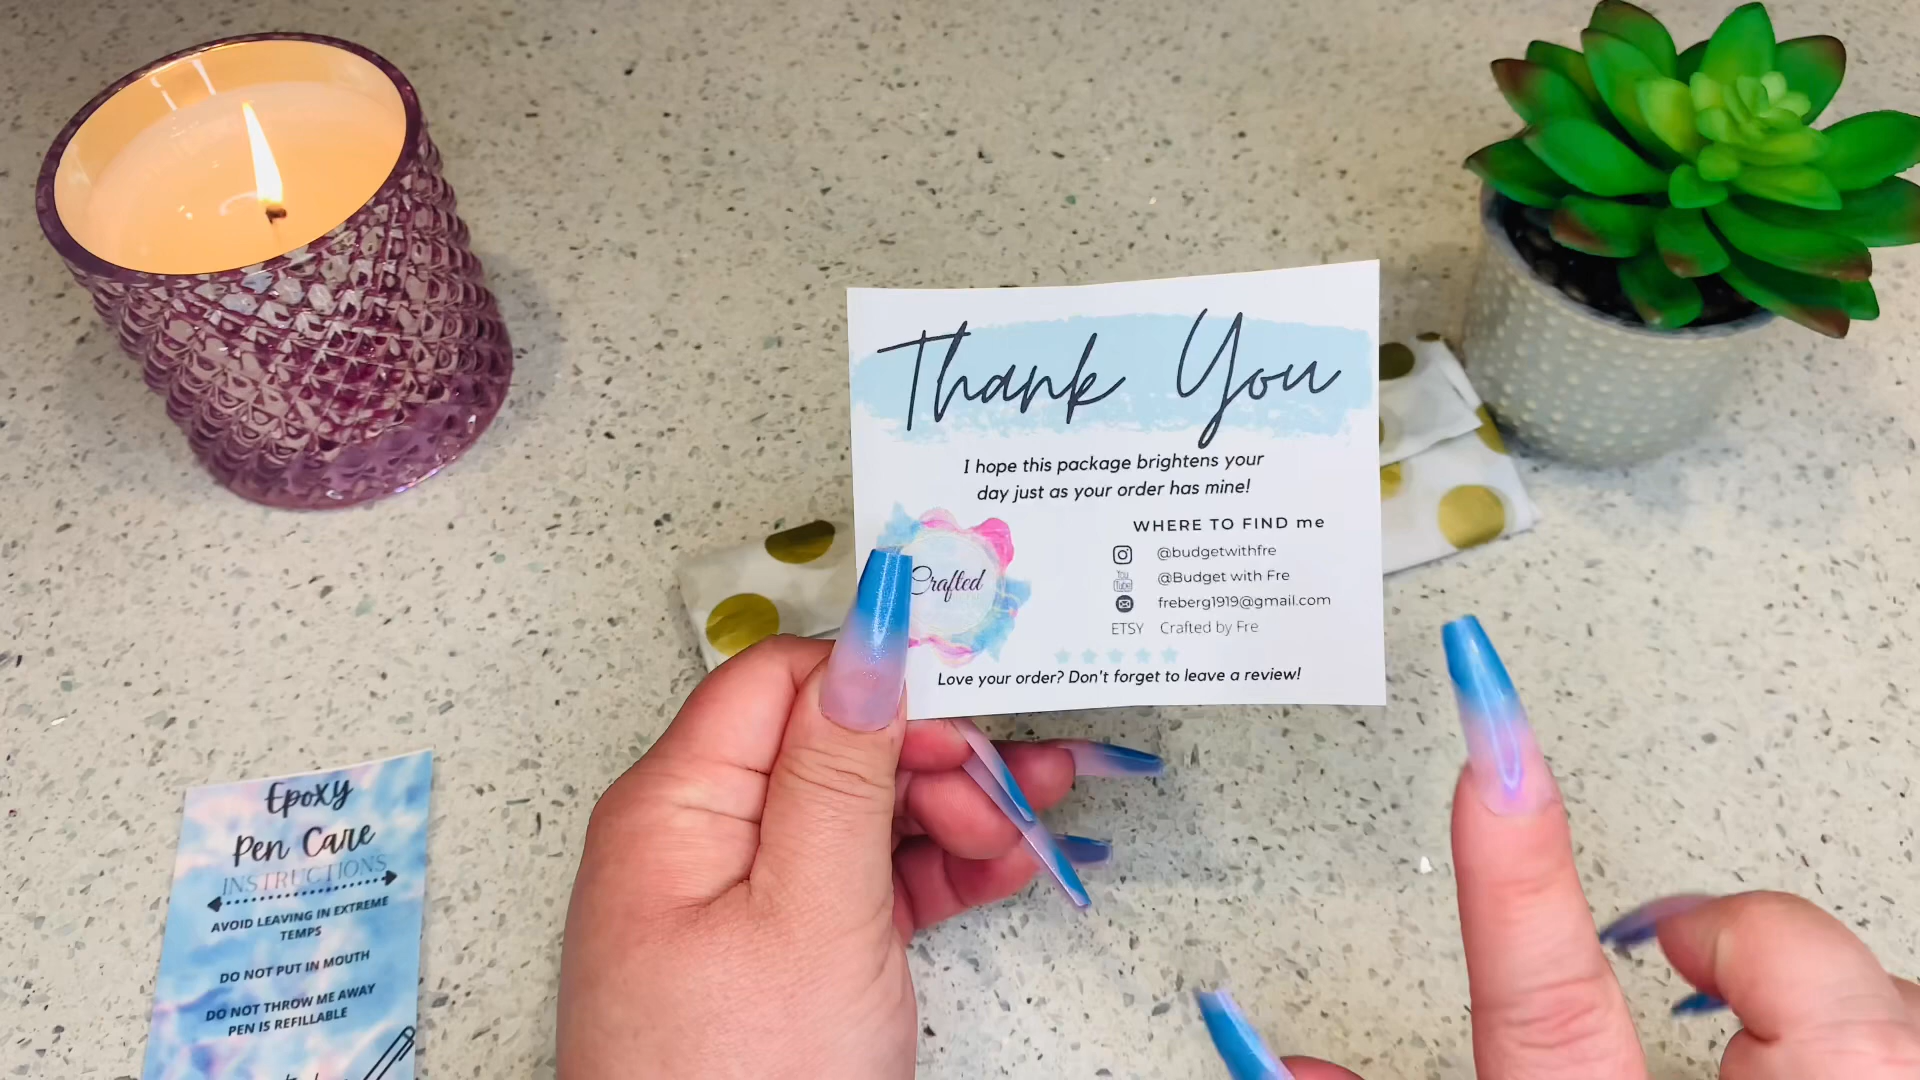 Thank You
I hope this package brightens your
day just as your order has mine!
Crafted
WHERE TO FIND me
@budgetwithfre
You
Tube
@Budget with Fre
freberg1919@gmail.com
ETSY Crafted by Fre
Love your order? Don't forget to leave a review!
Epoxy
Pen Care
INSTRUCTIONS
AVOID LEAVING IN EXTREME
TEMPS
DO NOT PUT IN MOUTH
DO NOT THROW ME AWAY
PEN IS REFILLABLE